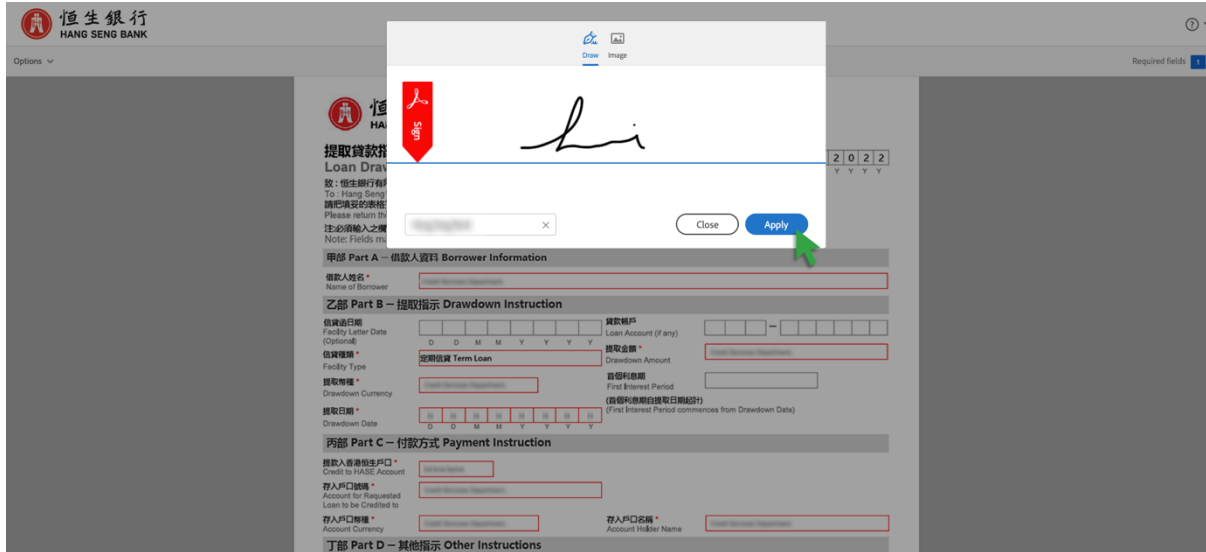 恒生銀行
HANG SENG BANK
Options
Required fields 1
Draw Image
Sign
恒
HA
提取貸款指
Loan Draw
2 0 2 2
Y Y Y Y
致：恒生銀行有限
To : Hang Seng
請把填妥的表格
Please return th
注:必須輸入之欄
Note: Fields ma
Close Apply
甲部 Part A – 借款人資料 Borrower Information
借款人姓名 *
Name of Borrower
乙部 Part B – 提取指示 Drawdown Instruction
信貸函日期
Facility Letter Date
(Optional)
D D M M Y Y Y Y
貸款帳戶
Loan Account (if any)
信貸種類 *
Facility Type
定期信貸 Term Loan
提取金額 *
Drawdown Amount
提取幣種 *
Drawdown Currency
首個利息期
First Interest Period
(首個利息期自提取日期起計)
(First Interest Period commences from Drawdown Date)
提取日期 *
Drawdown Date
D D M M Y Y Y Y
丙部 Part C – 付款方式 Payment Instruction
提款入香港恒生戶口 *
Credit to HASE Account
存入戶口號碼 *
Account for Requested
Loan to be Credited to
存入戶口幣種 *
Account Currency
存入戶口名稱 *
Account Holder Name
丁部 Part D – 其他指示 Other Instructions